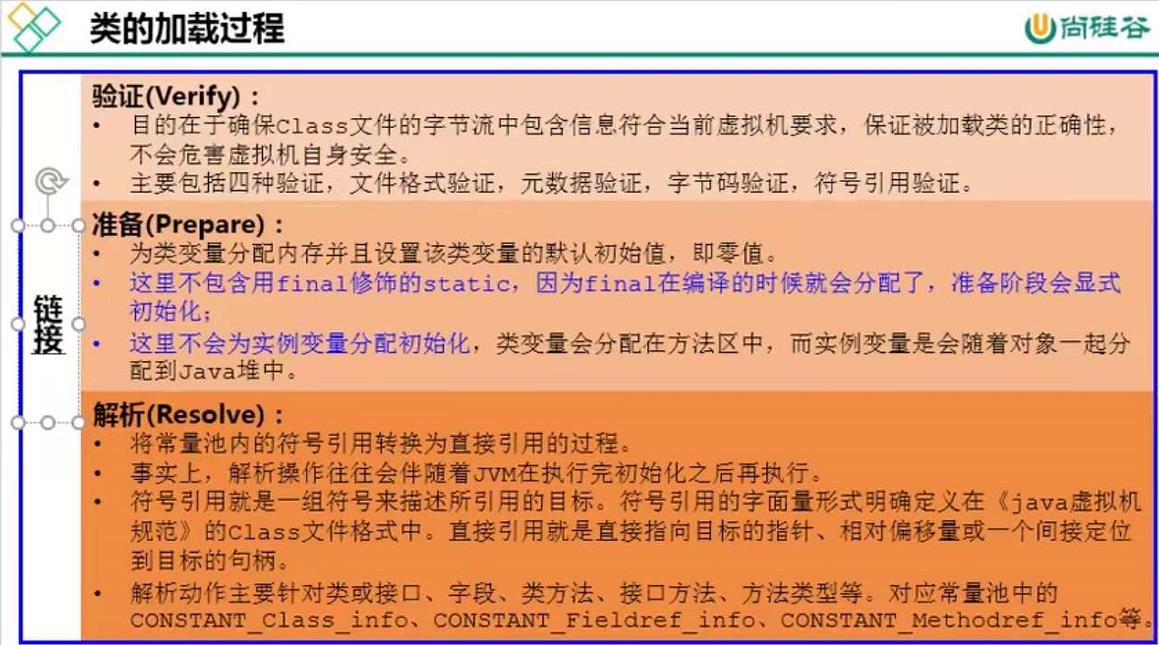 类的加载过程
尚硅谷
链接
验证(Verify)：
• 目的在于确保Class文件的字节流中包含信息符合当前虚拟机要求，保证被加载类的正确性，
不会危害虚拟机自身安全。
• 主要包括四种验证，文件格式验证，元数据验证，字节码验证，符号引用验证。
准备(Prepare)：
• 为类变量分配内存并且设置该类变量的默认初始值，即零值。
• 这里不包含用final修饰的static，因为final在编译的时候就会分配了，准备阶段会显式
初始化；
• 这里不会为实例变量分配初始化，类变量会分配在方法区中，而实例变量是会随着对象一起分
配到Java堆中。
解析(Resolve)：
• 将常量池内的符号引用转换为直接引用的过程。
• 事实上，解析操作往往会伴随着JVM在执行完初始化之后再执行。
• 符号引用就是一组符号来描述所引用的目标。符号引用的字面量形式明确定义在《java虚拟机
规范》的Class文件格式中。直接引用就是直接指向目标的指针、相对偏移量或一个间接定位
到目标的句柄。
• 解析动作主要针对类或接口、字段、类方法、接口方法、方法类型等。对应常量池中的
CONSTANT_Class_info、CONSTANT_Fieldref_info、CONSTANT_Methodref_info等。